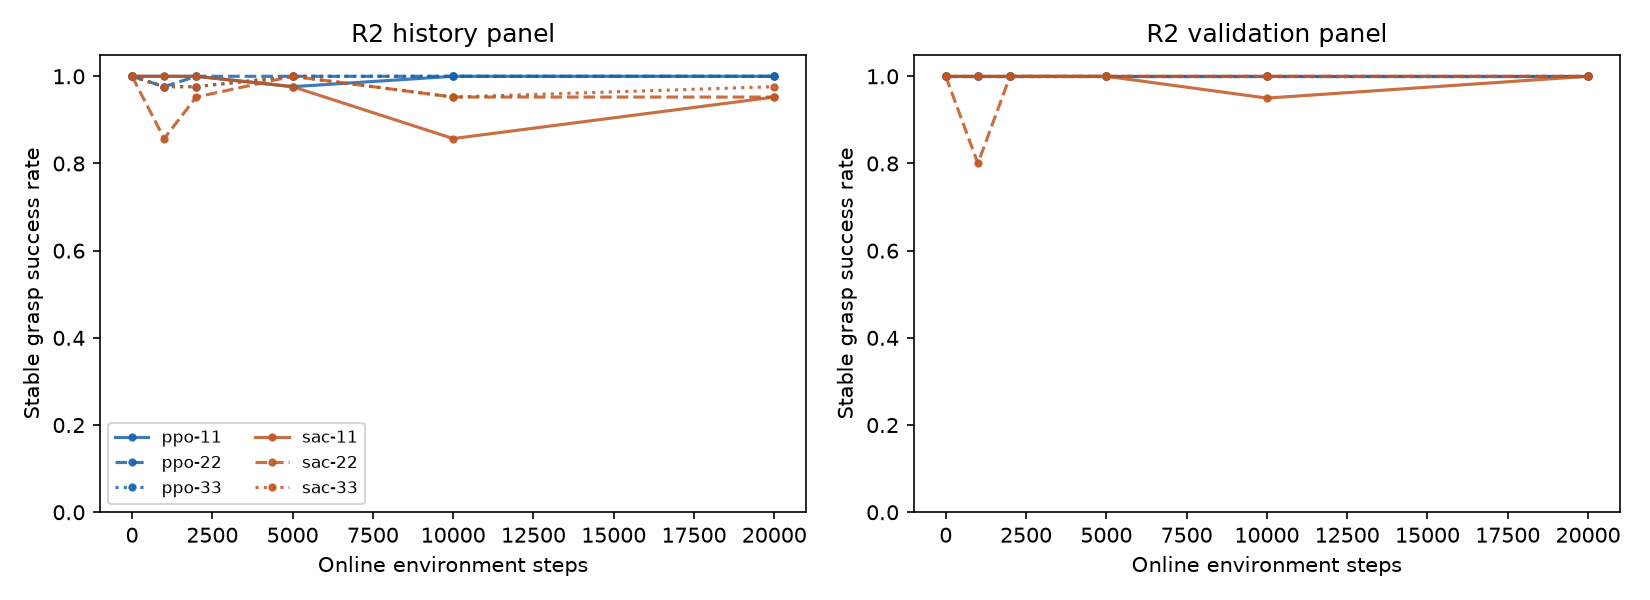 R2 history panel
Stable grasp success rate
1.0
0.8
0.6
0.4
0.2
0.0
ppo-11
ppo-22
ppo-33
sac-11
sac-22
sac-33
0 2500 5000 7500 10000 12500 15000 17500 20000
Online environment steps
R2 validation panel
Stable grasp success rate
1.0
0.8
0.6
0.4
0.2
0.0
0 2500 5000 7500 10000 12500 15000 17500 20000
Online environment steps